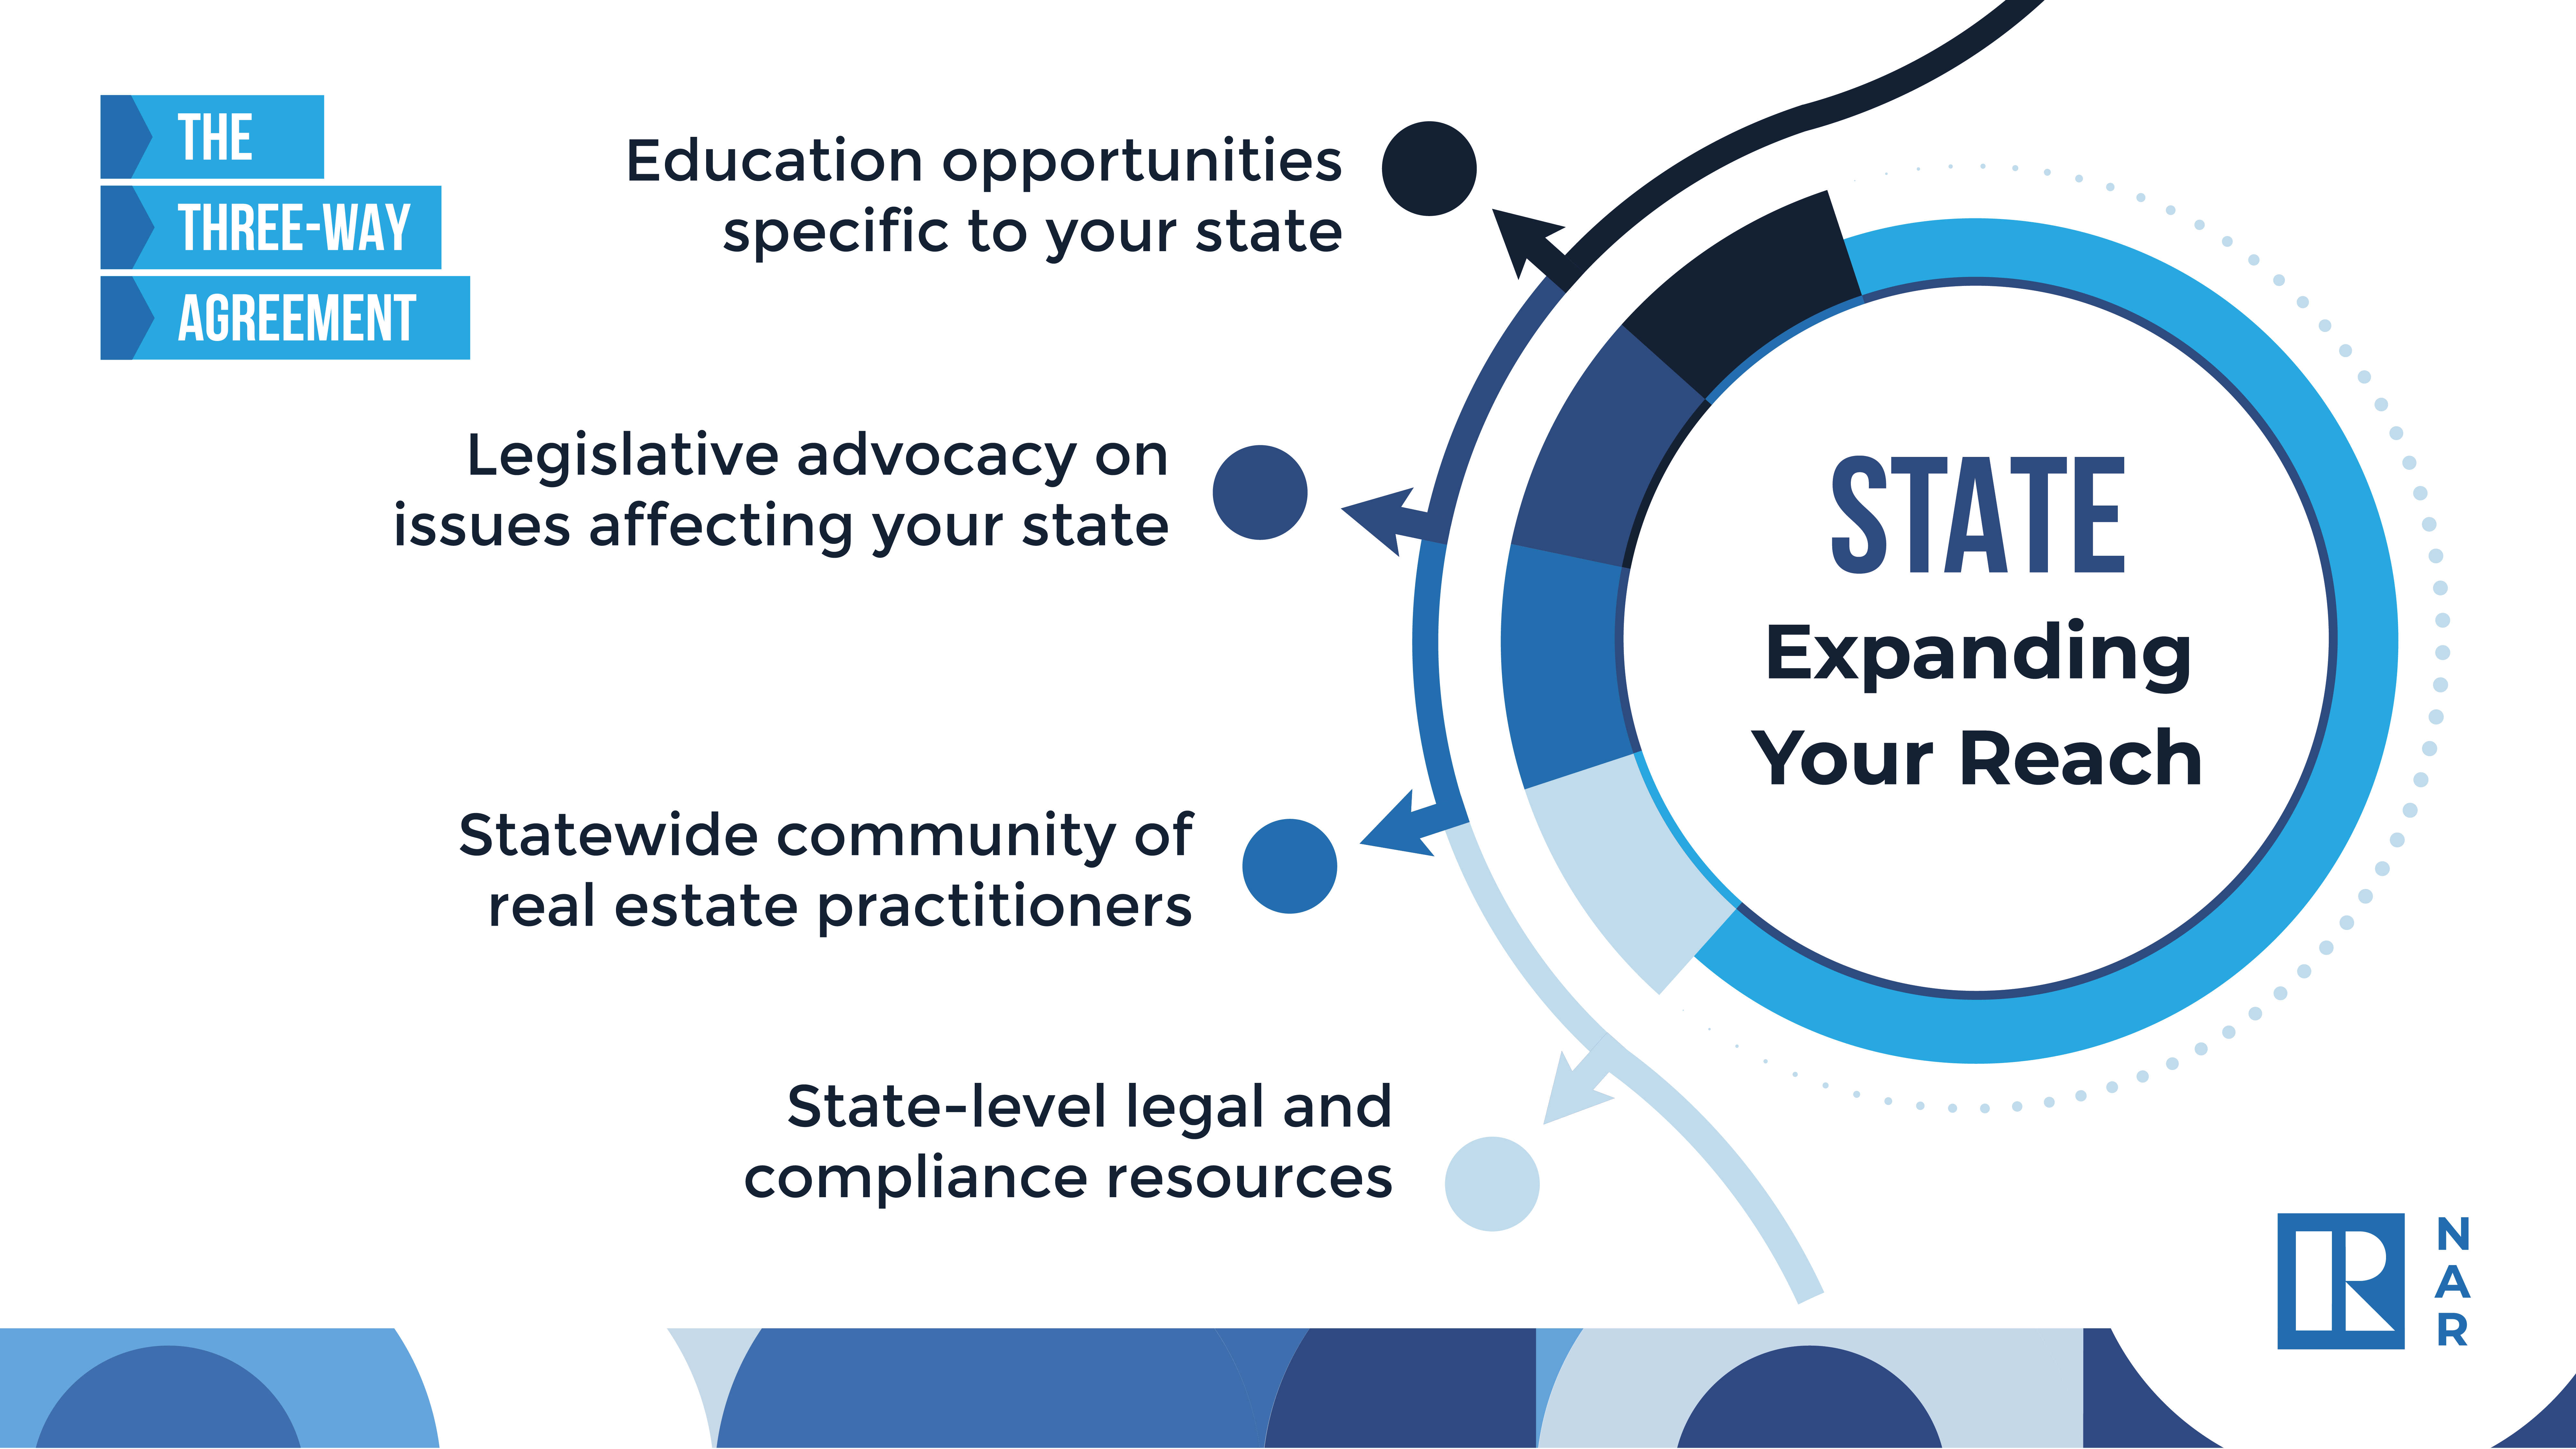 THE
THREE-WAY
AGREEMENT
Education opportunities
specific to your state
Legislative advocacy on
issues affecting your state
Statewide community of
real estate practitioners
State-level legal and
compliance resources
STATE
Expanding
Your Reach
R
N
A
R